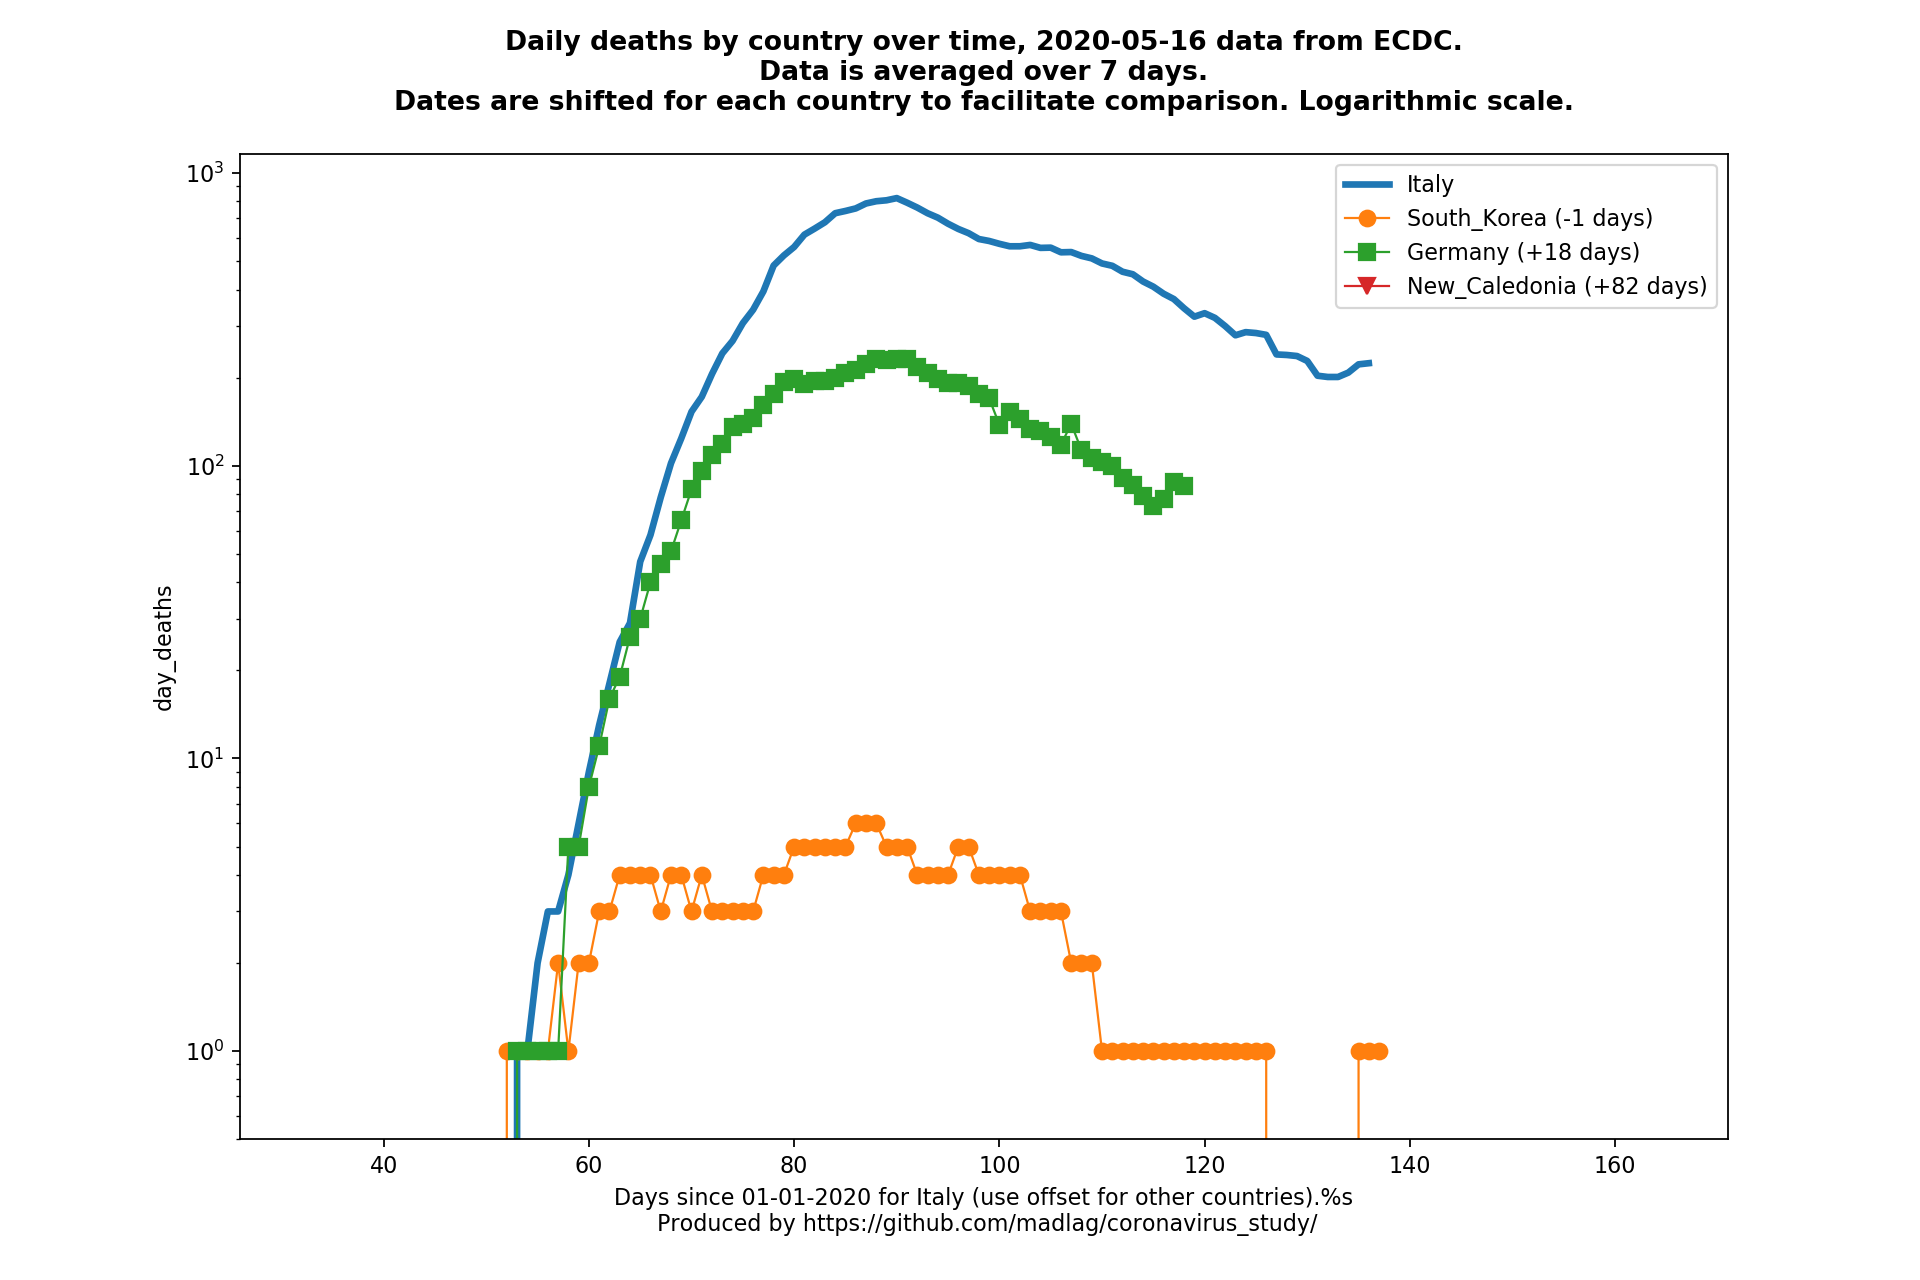 Daily deaths by country over time, 2020-05-16 data from ECDC.
Data is averaged over 7 days.
Dates are shifted for each country to facilitate comparison. Logarithmic scale.
10³
10²
10¹
10⁰
day_deaths
Italy
South_Korea (-1 days)
Germany (+18 days)
New_Caledonia (+82 days)
40 60 80 100 120 140 160
Days since 01-01-2020 for Italy (use offset for other countries).%s
Produced by https://github.com/madlag/coronavirus_study/